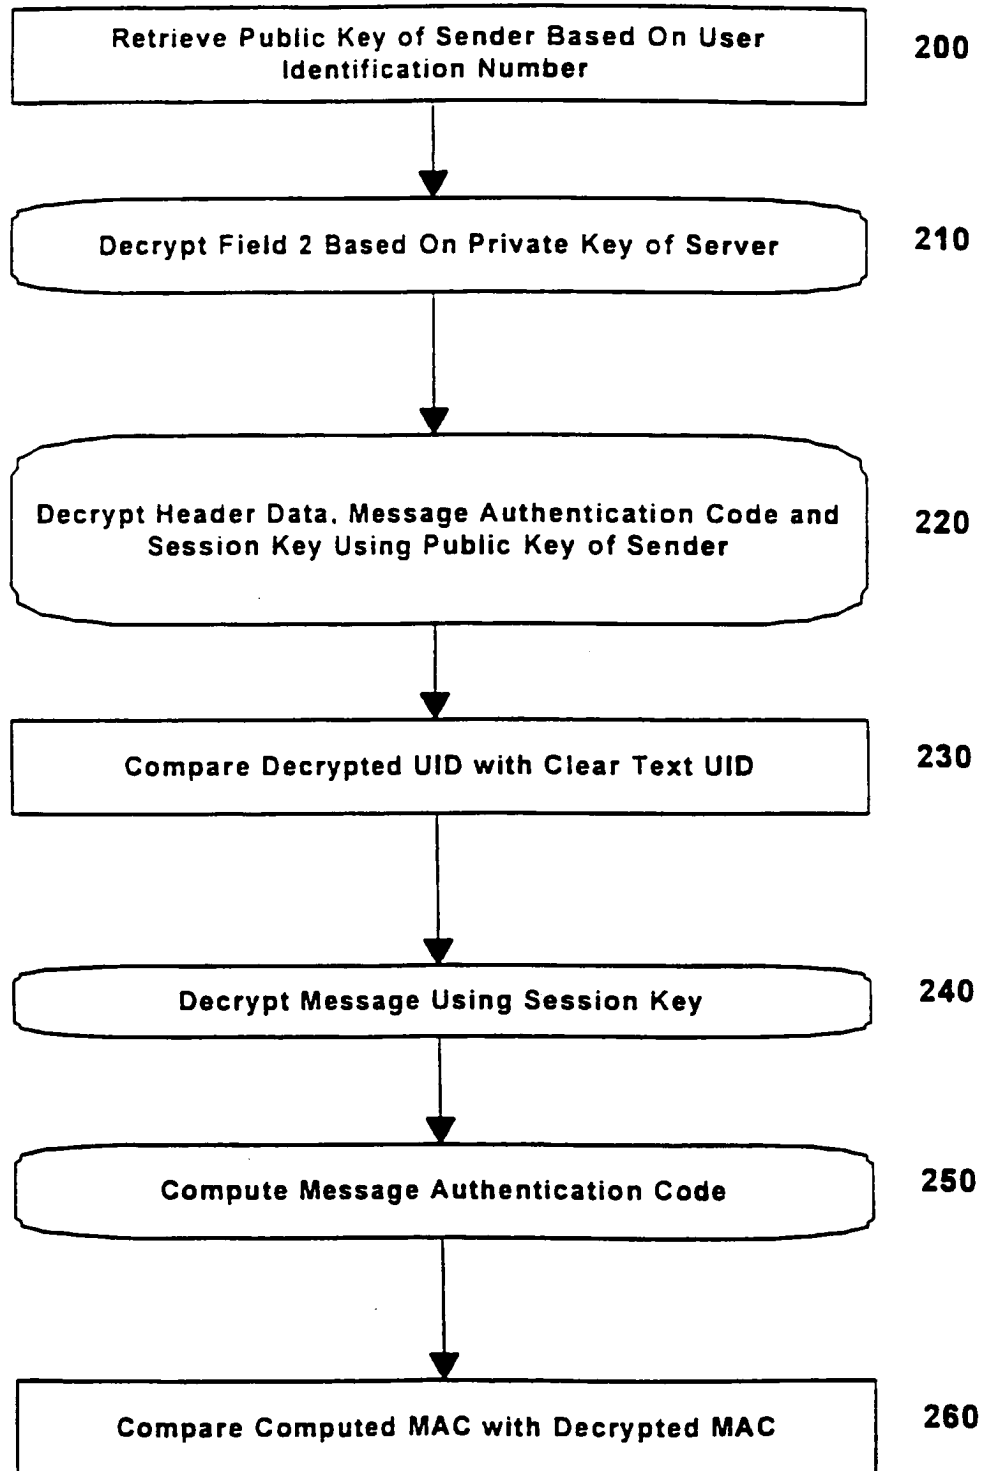 Retrieve Public Key of Sender Based On User
Identification Number
200
Decrypt Field 2 Based On Private Key of Server
210
Decrypt Header Data, Message Authentication Code and
Session Key Using Public Key of Sender
220
Compare Decrypted UID with Clear Text UID
230
Decrypt Message Using Session Key
240
Compute Message Authentication Code
250
Compare Computed MAC with Decrypted MAC
260